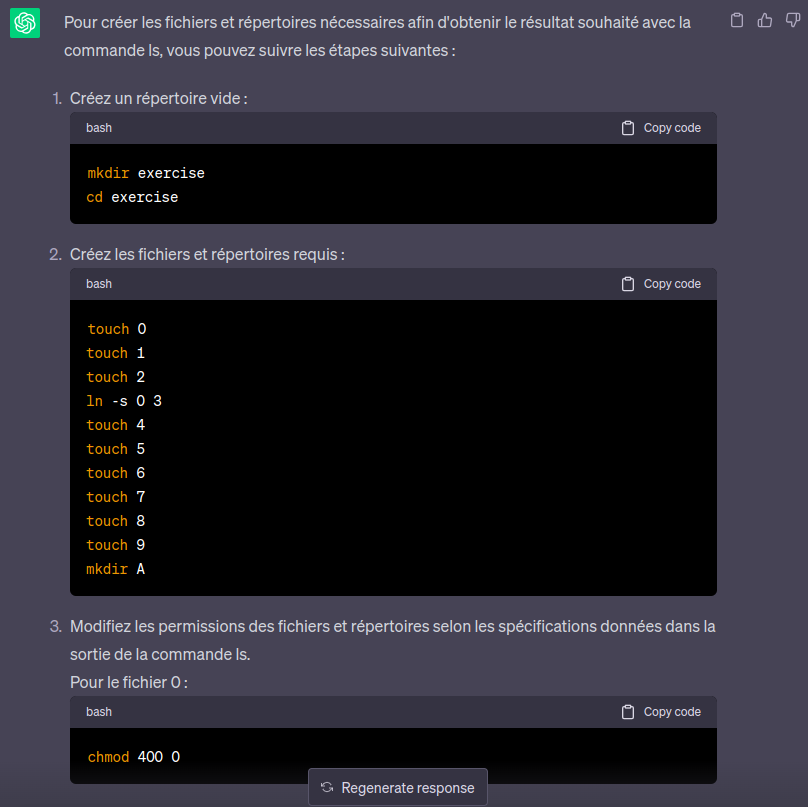 Pour créer les fichiers et répertoires nécessaires afin d'obtenir le résultat souhaité avec la
commande ls, vous pouvez suivre les étapes suivantes :
1. Créez un répertoire vide :
bash Copy code
mkdir exercise
cd exercise
2. Créez les fichiers et répertoires requis :
bash Copy code
touch 0
touch 1
touch 2
ln -s 0 3
touch 4
touch 5
touch 6
touch 7
touch 8
touch 9
mkdir A
3. Modifiez les permissions des fichiers et répertoires selon les spécifications données dans la
sortie de la commande ls.
Pour le fichier 0 :
bash Copy code
chmod 400 0
Regenerate response